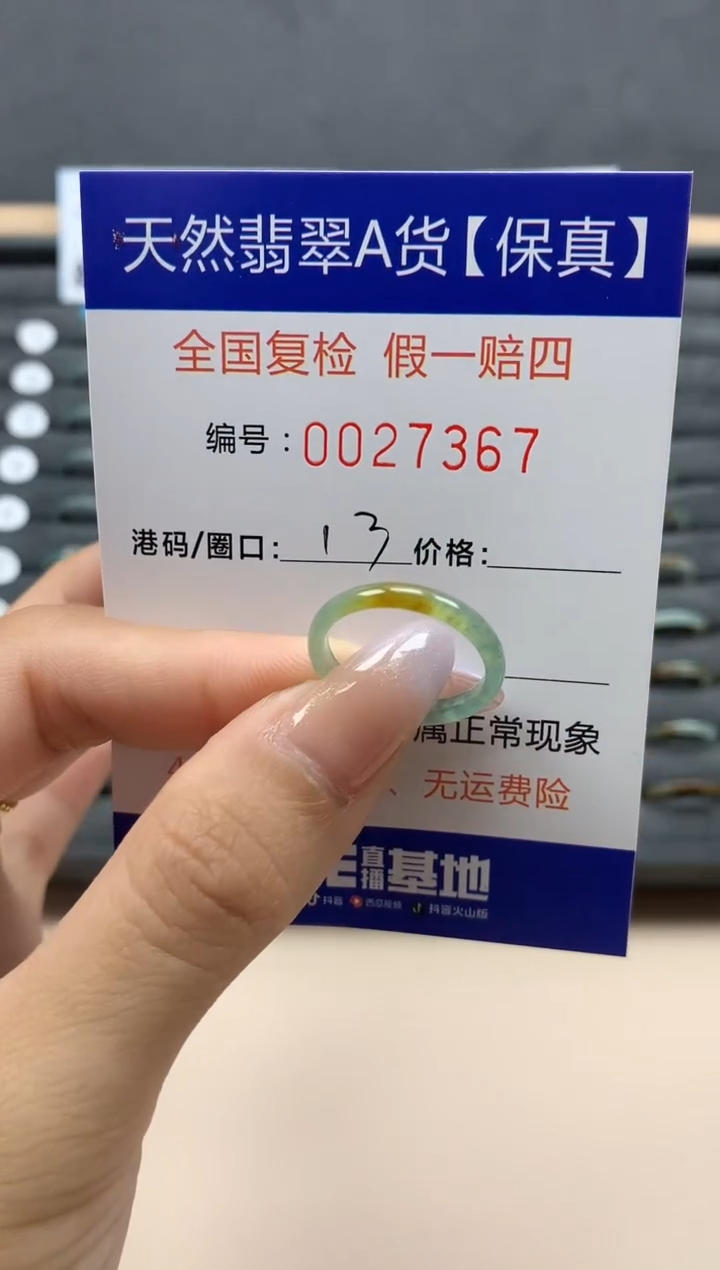 天然翡翠A货【保真】
全国复检 假一赔四
编号：0027367
港码/圈口：13 价格：
属正常现象
、无运费险
直播基地
抖音 西瓜视频 抖音火山版